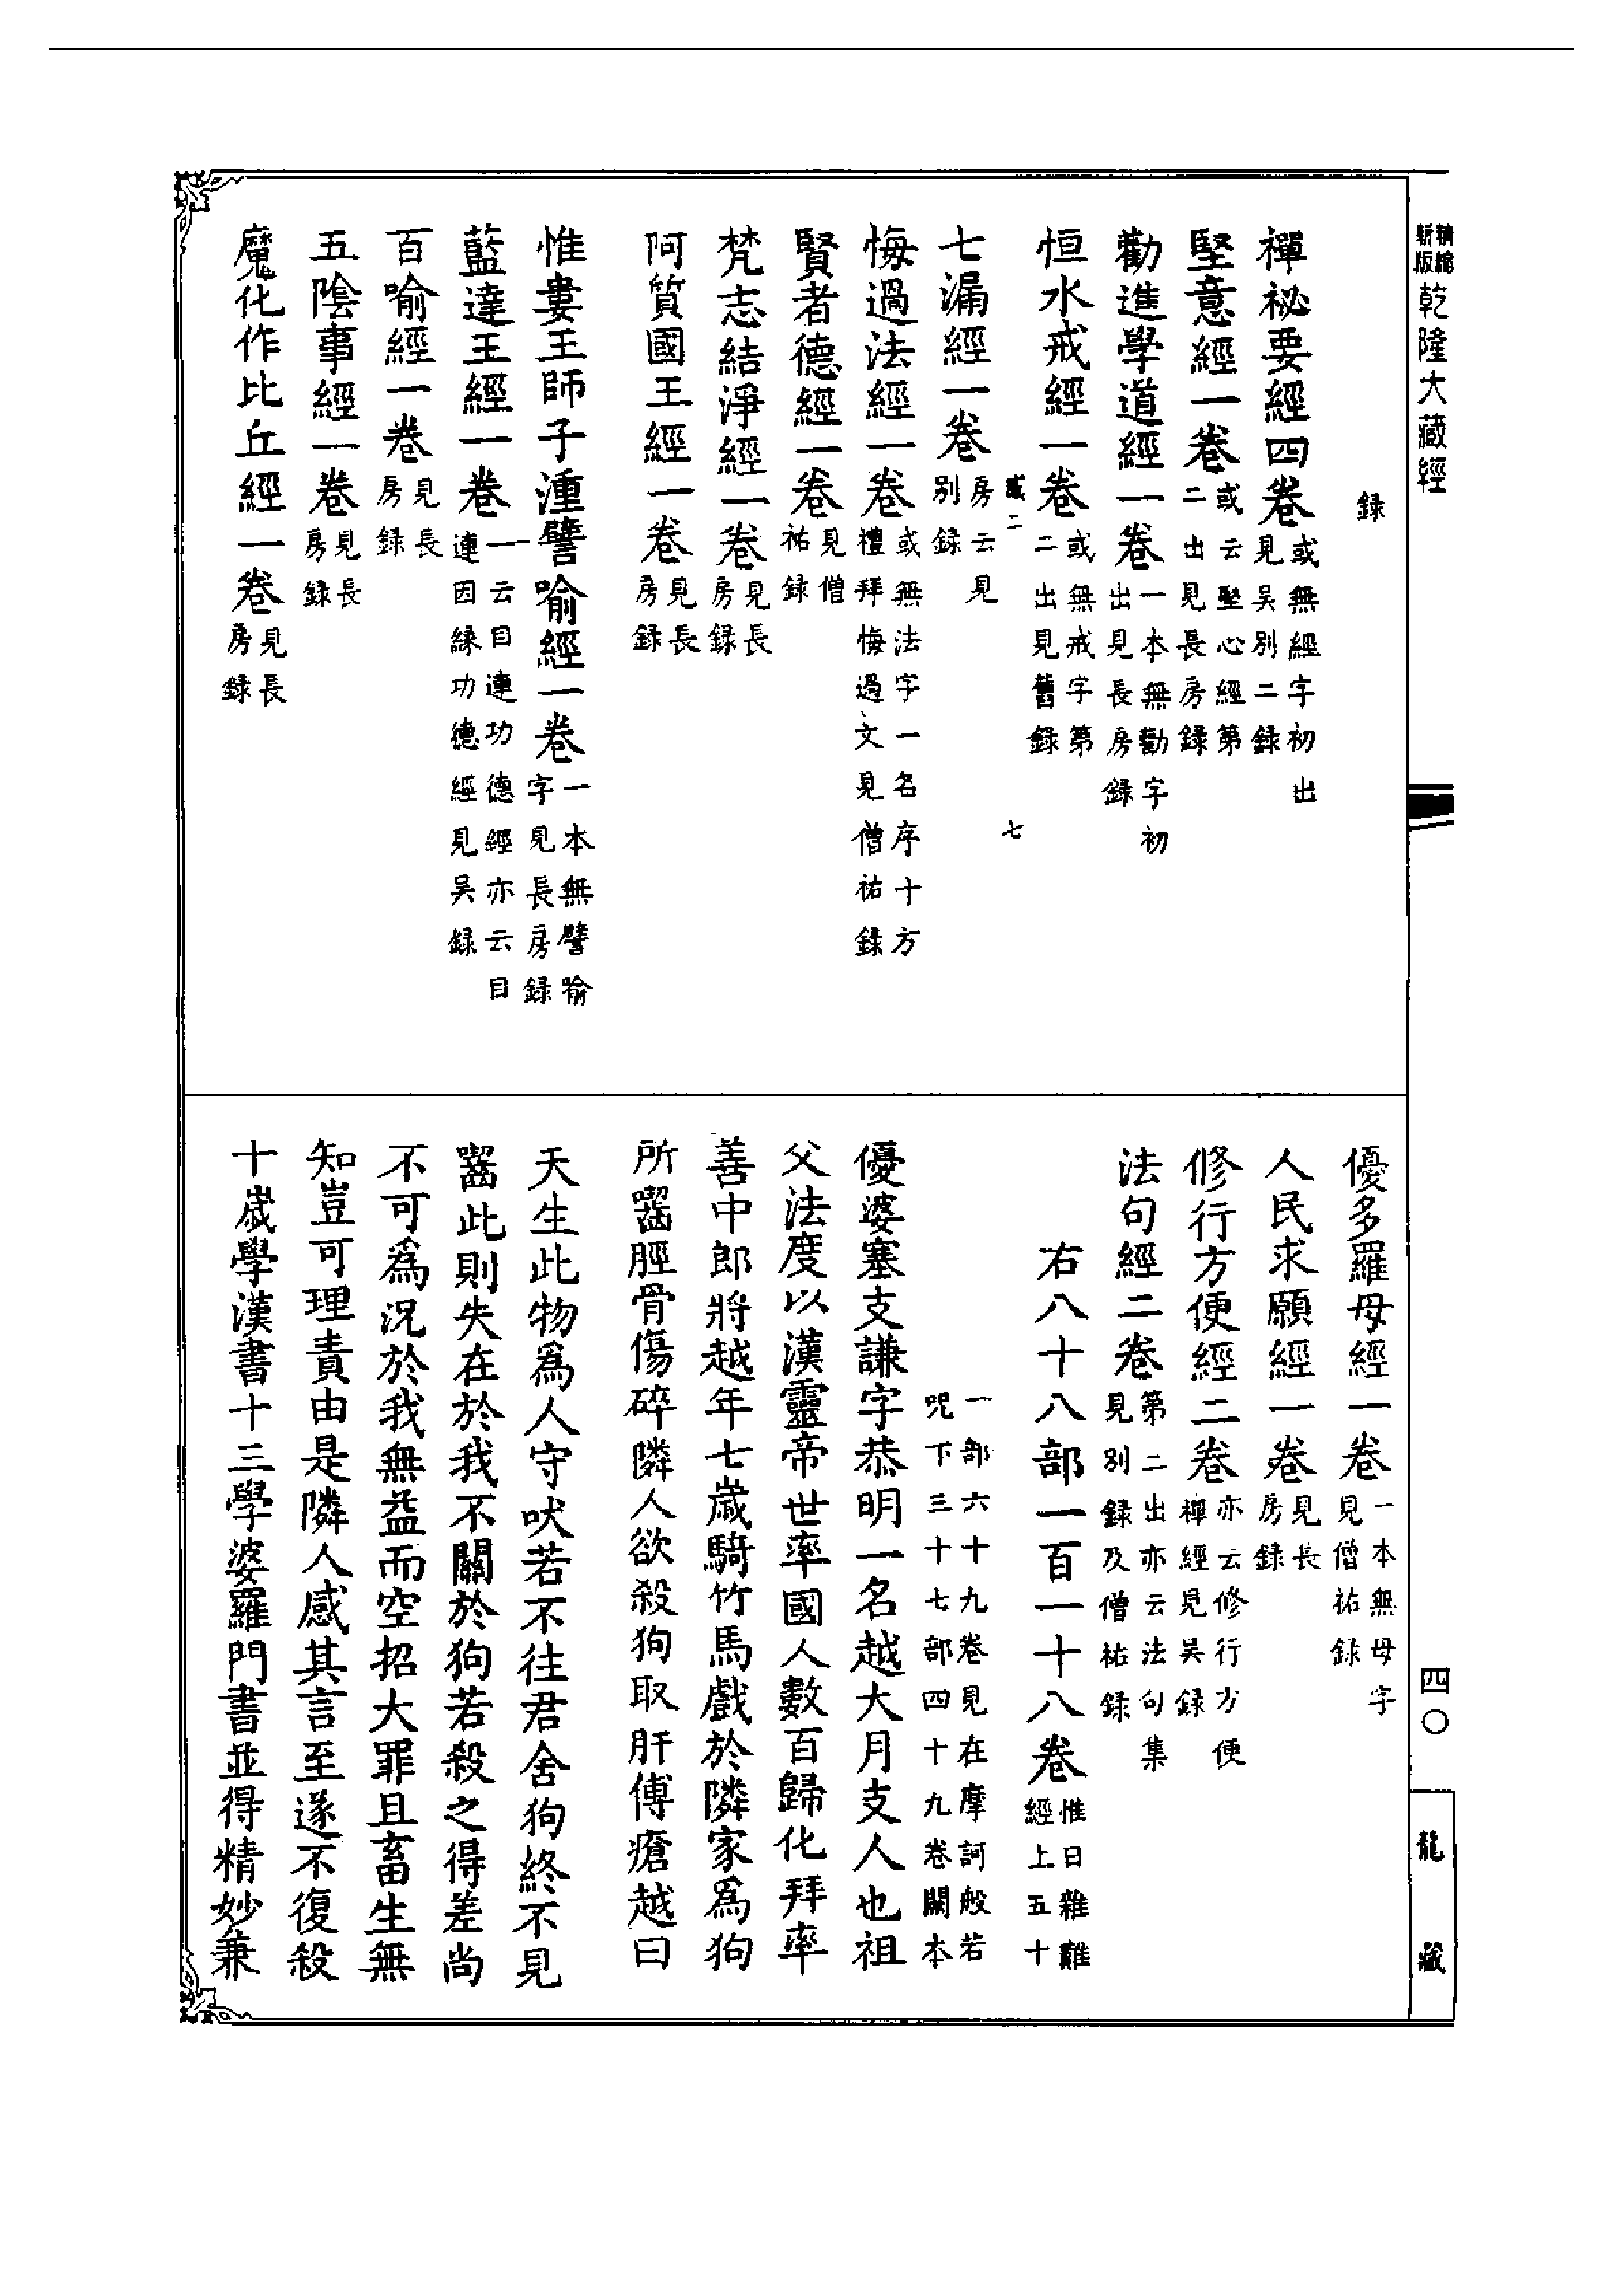 精縮新版乾隆大藏經
四〇
龍藏
錄
禪祕要經四卷或無經字初出見吳別二錄
堅意經一卷或云堅心經第二出見長房錄
勸進學道經一卷一本無勸字初出見長房錄
恒水戒經一卷或無戒字第二出見舊錄
二 七
七漏經一卷房云見別錄
悔過法經一卷或無法字一名序十方禮拜悔過文見僧祐錄
賢者德經一卷見僧祐錄
梵志結淨經一卷見長房錄
阿質國王經一卷見長房錄
惟婁王師子湩譬喻經一卷一本無譬喻字見長房錄
藍達王經一卷一云目連功德經亦云目連因緣功德經見吳錄
百喻經一卷見長房錄
五陰事經一卷見長房錄
魔化作比丘經一卷見長房錄
優多羅母經一卷一本無母字見僧祐錄
人民求願經一卷見長房錄
修行方便經二卷亦云修行方便禪經見吳錄
法句經二卷第二出亦云法句集見別錄及僧祐錄
右八十八部一百一十八卷惟日雜難經上五十
一部六十九卷見在摩訶般若呪下三十七部四十九卷闕本
優婆塞支謙字恭明一名越大月支人也祖
父法度以漢靈帝世率國人數百歸化拜率
善中郎將越年七歲騎竹馬戲於隣家為狗
所齧脛骨傷碎隣人欲殺狗取肝傅瘡越曰
天生此物為人守吠若不往君舍狗終不見
齧此則失在於我不關於狗若殺之得差尚
不可為況於我無益而空招大罪且畜生無
知豈可理責由是隣人感其言至遂不復殺
十歲學漢書十三學婆羅門書並得精妙兼